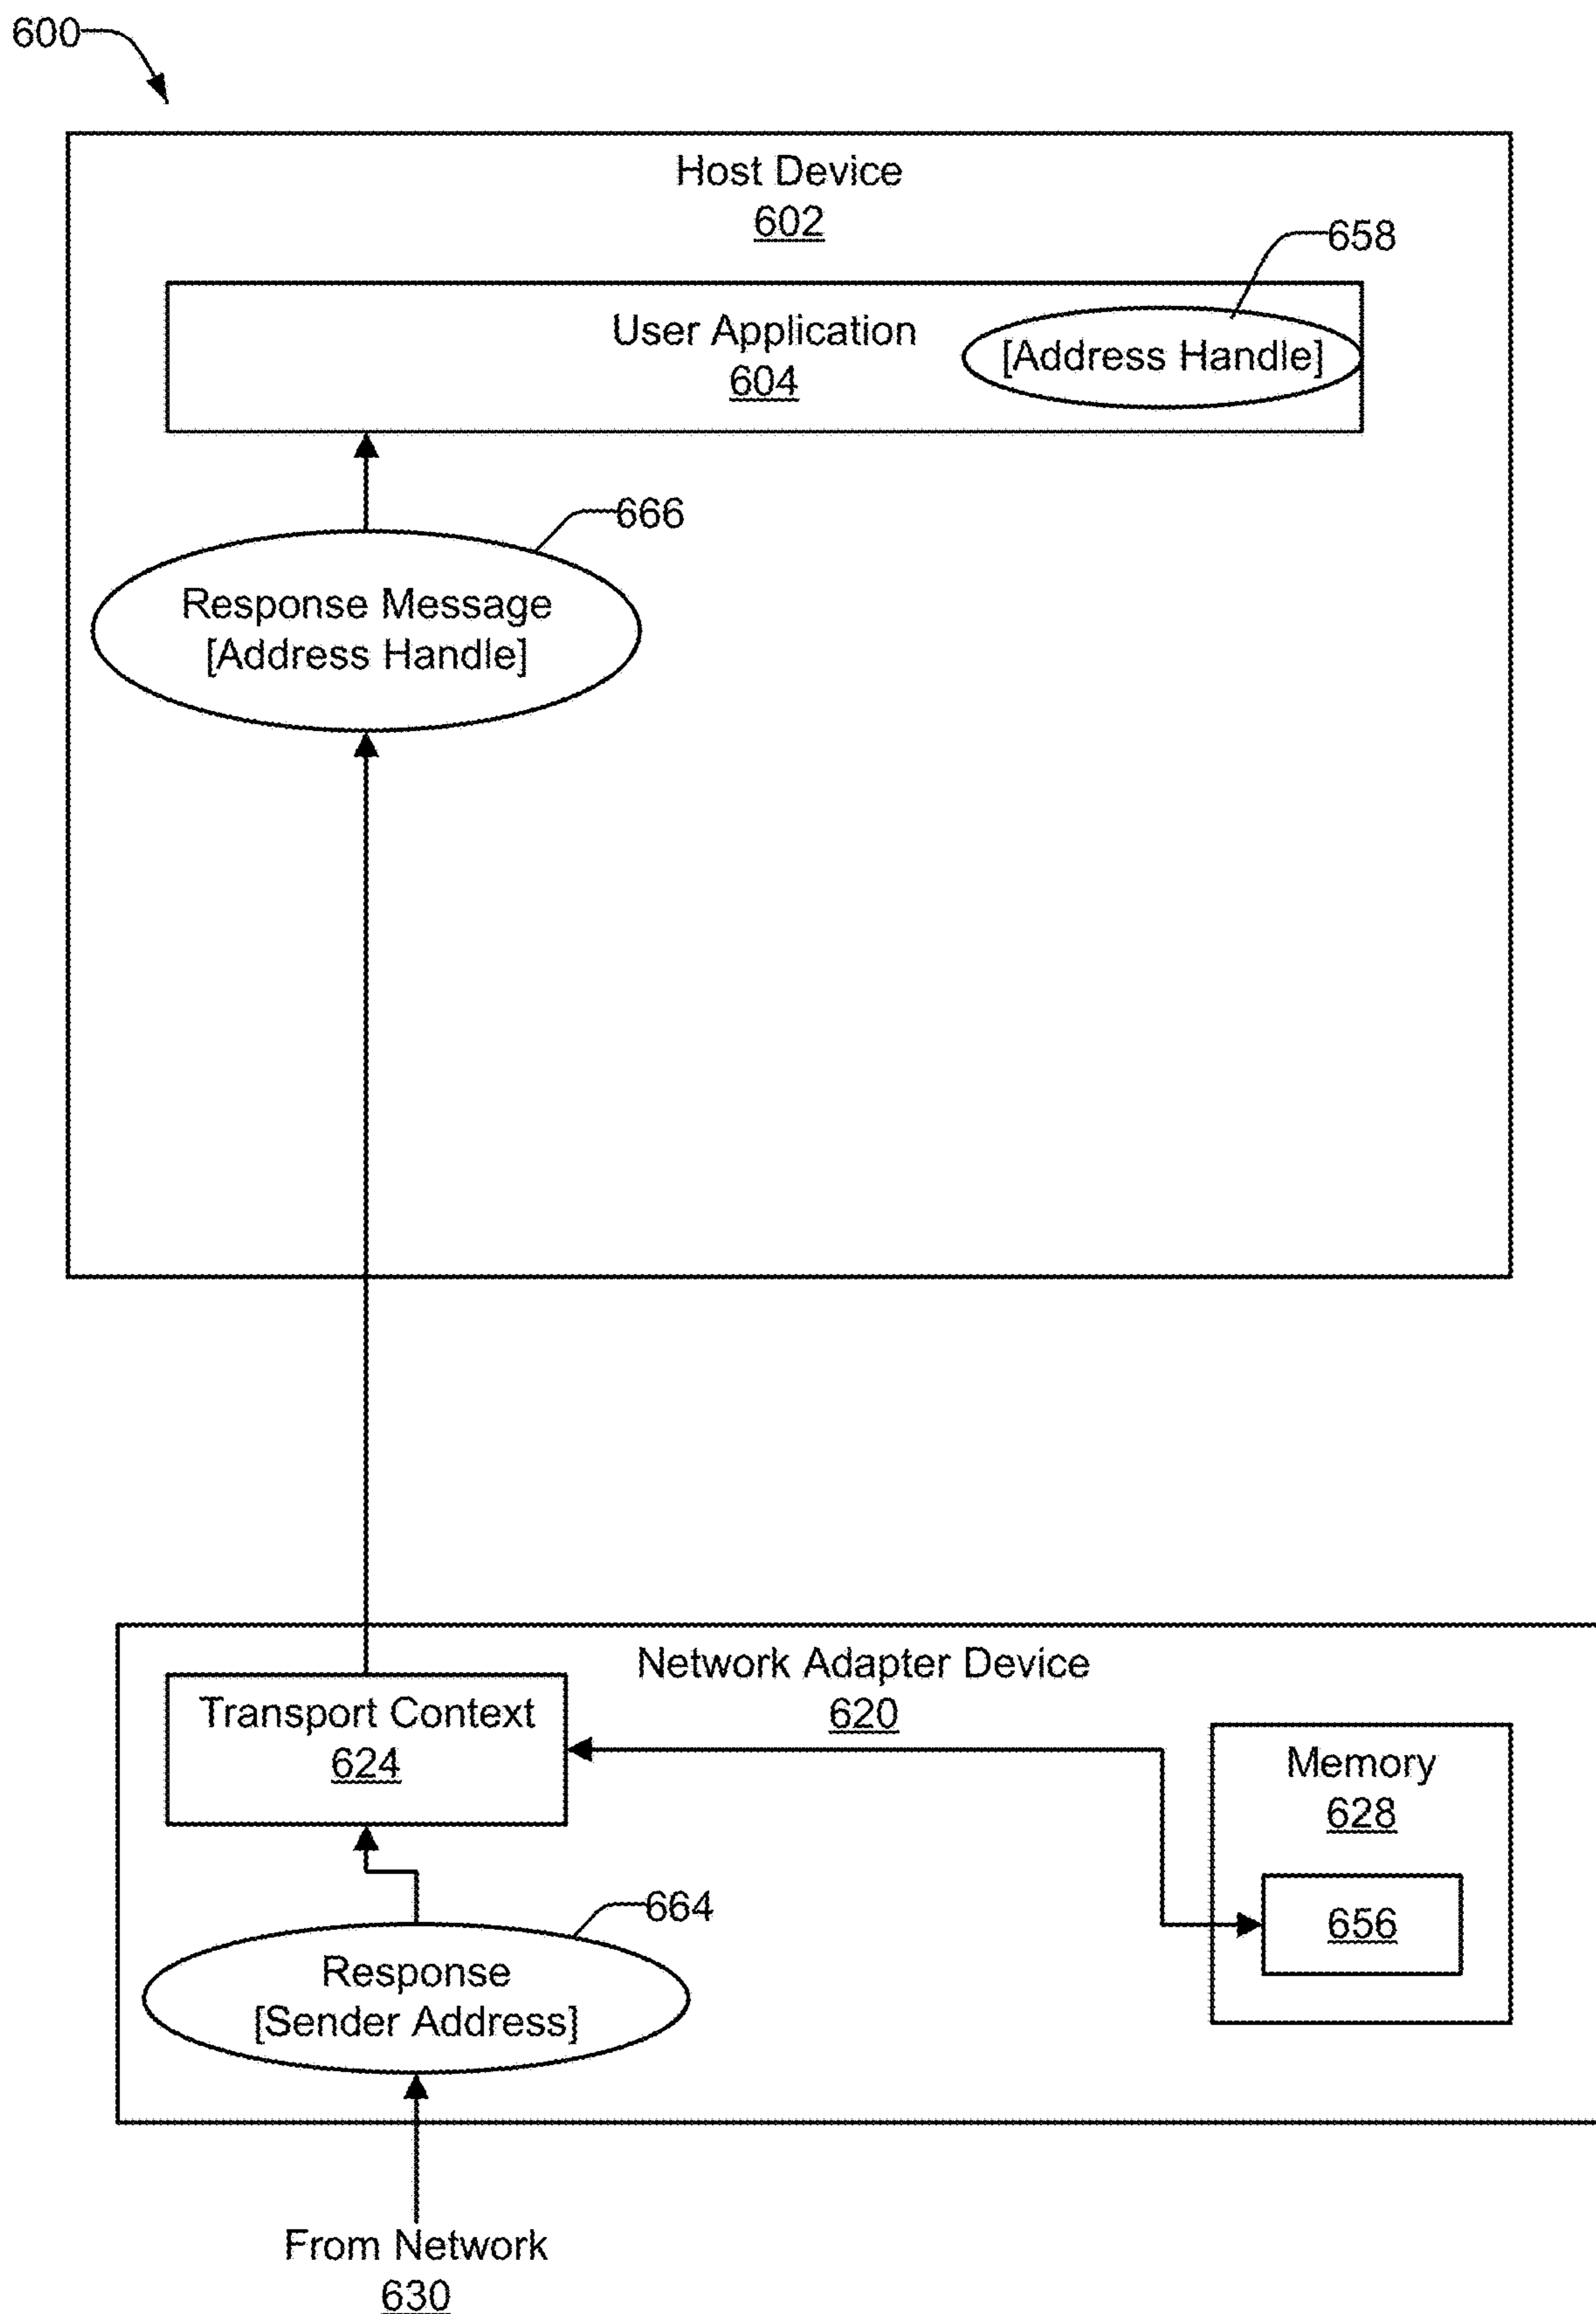 600
Host Device
602
658
User Application
604
[Address Handle]
666
Response Message
[Address Handle]
Network Adapter Device
620
Transport Context
624
Memory
628
656
664
Response
[Sender Address]
From Network
630